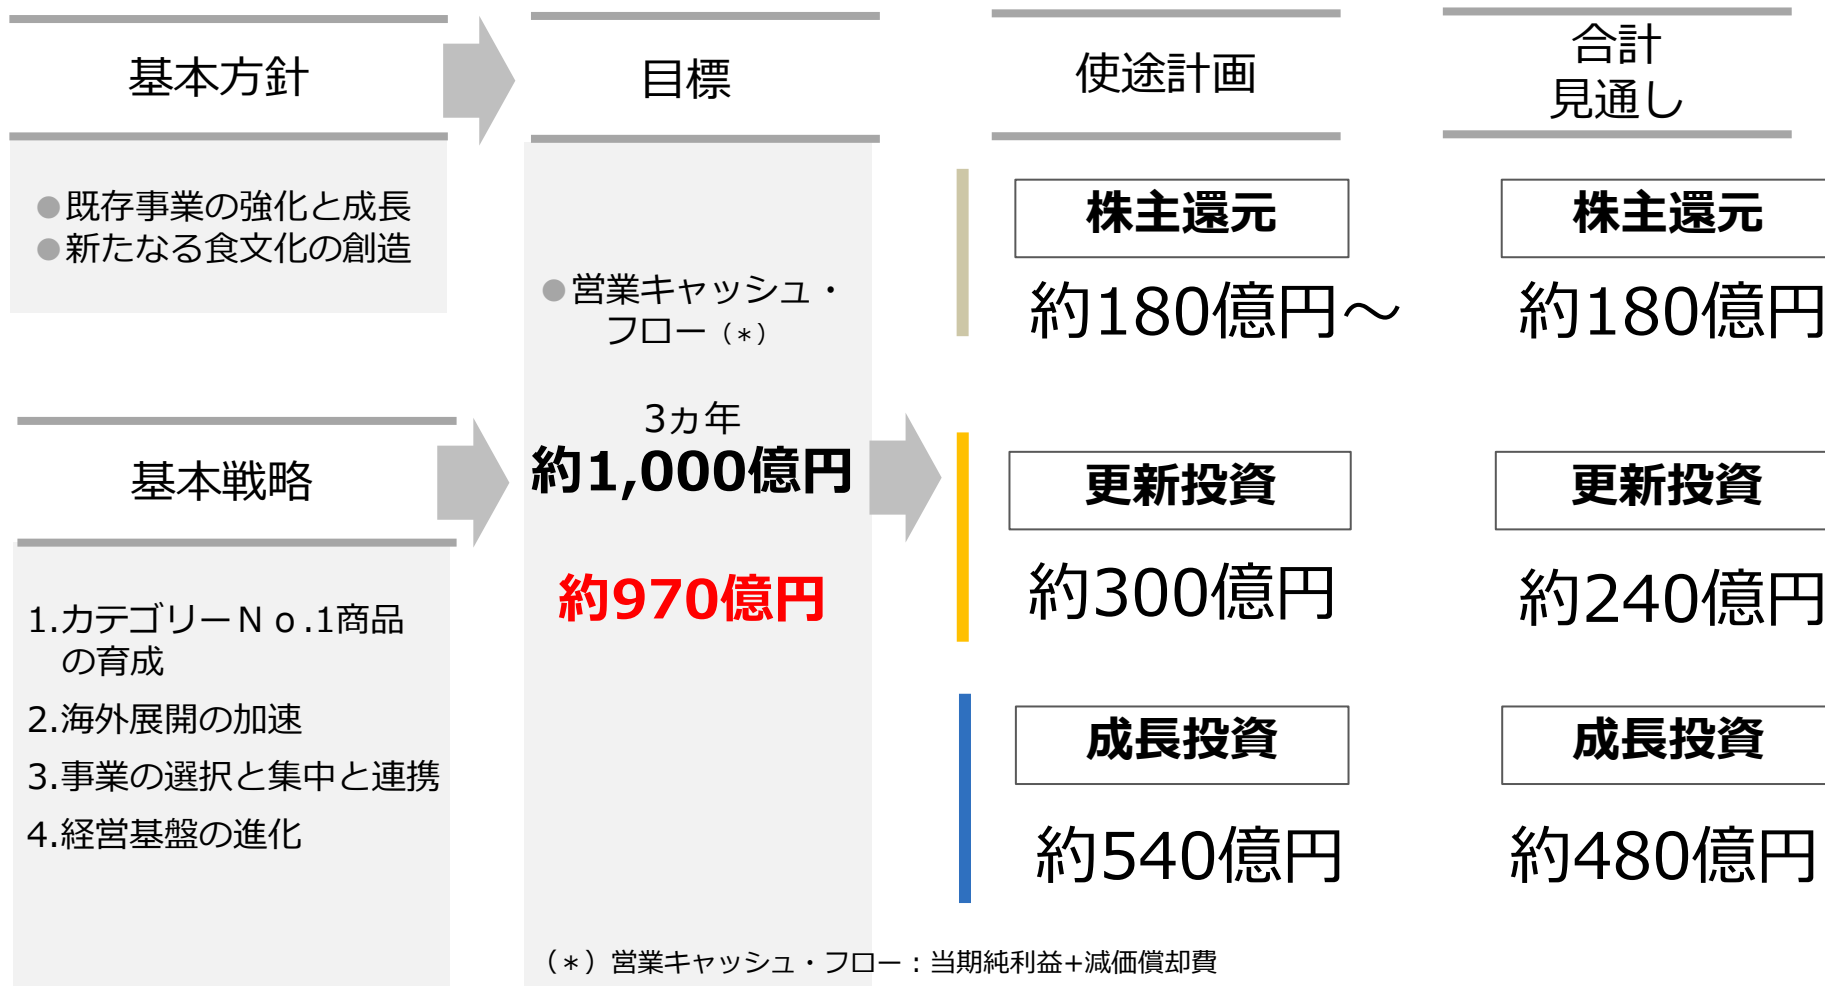 基本方針
●既存事業の強化と成長
●新たなる食文化の創造
基本戦略
1.カテゴリーＮｏ.1商品
の育成
2.海外展開の加速
3.事業の選択と集中と連携
4.経営基盤の進化
目標
●営業キャッシュ・
フロー（*）
3ヵ年
約1,000億円
約970億円
使途計画
株主還元
約180億円～
更新投資
約300億円
成長投資
約540億円
合計
見通し
株主還元
約180億円
更新投資
約240億円
成長投資
約480億円
（*）営業キャッシュ・フロー：当期純利益+減価償却費